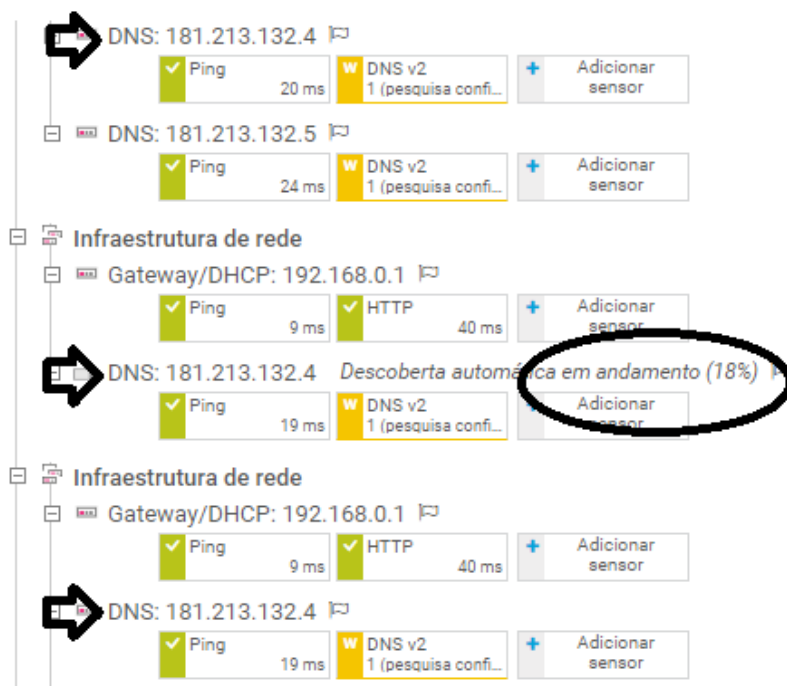 DNS: 181.213.132.4
Ping
20 ms
W DNS v2
1 (pesquisa confi...
+ Adicionar
sensor
DNS: 181.213.132.5
Ping
24 ms
W DNS v2
1 (pesquisa confi...
+ Adicionar
sensor
Infraestrutura de rede
Gateway/DHCP: 192.168.0.1
Ping
9 ms
HTTP
40 ms
+ Adicionar
sensor
DNS: 181.213.132.4 Descoberta automática em andamento (18%)
Ping
19 ms
W DNS v2
1 (pesquisa confi...
+ Adicionar
sensor
Infraestrutura de rede
Gateway/DHCP: 192.168.0.1
Ping
9 ms
HTTP
40 ms
+ Adicionar
sensor
DNS: 181.213.132.4
Ping
19 ms
W DNS v2
1 (pesquisa confi...
+ Adicionar
sensor